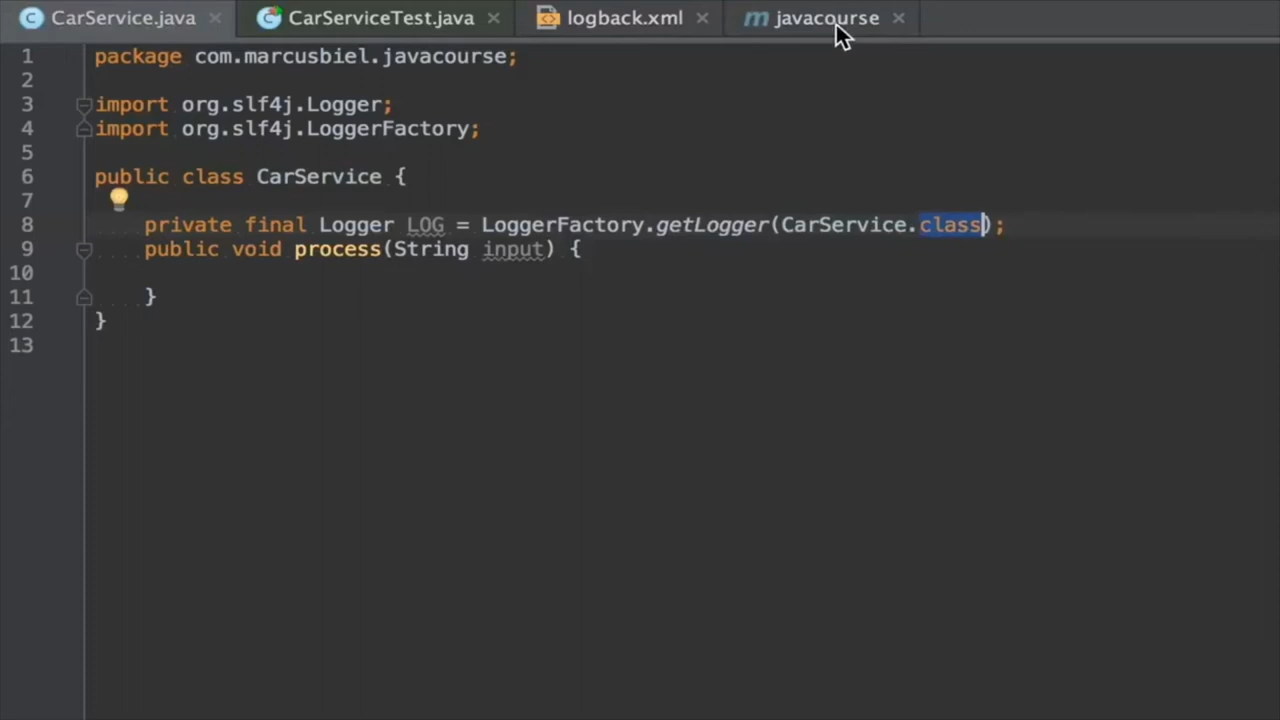 CarService.java CarServiceTest.java logback.xml javacourse
1 package com.marcusbiel.javacourse;
2
3 import org.slf4j.Logger;
4 import org.slf4j.LoggerFactory;
5
6 public class CarService {
7
8 private final Logger LOG = LoggerFactory.getLogger(CarService.class);
9 public void process(String input) {
10
11 }
12 }
13